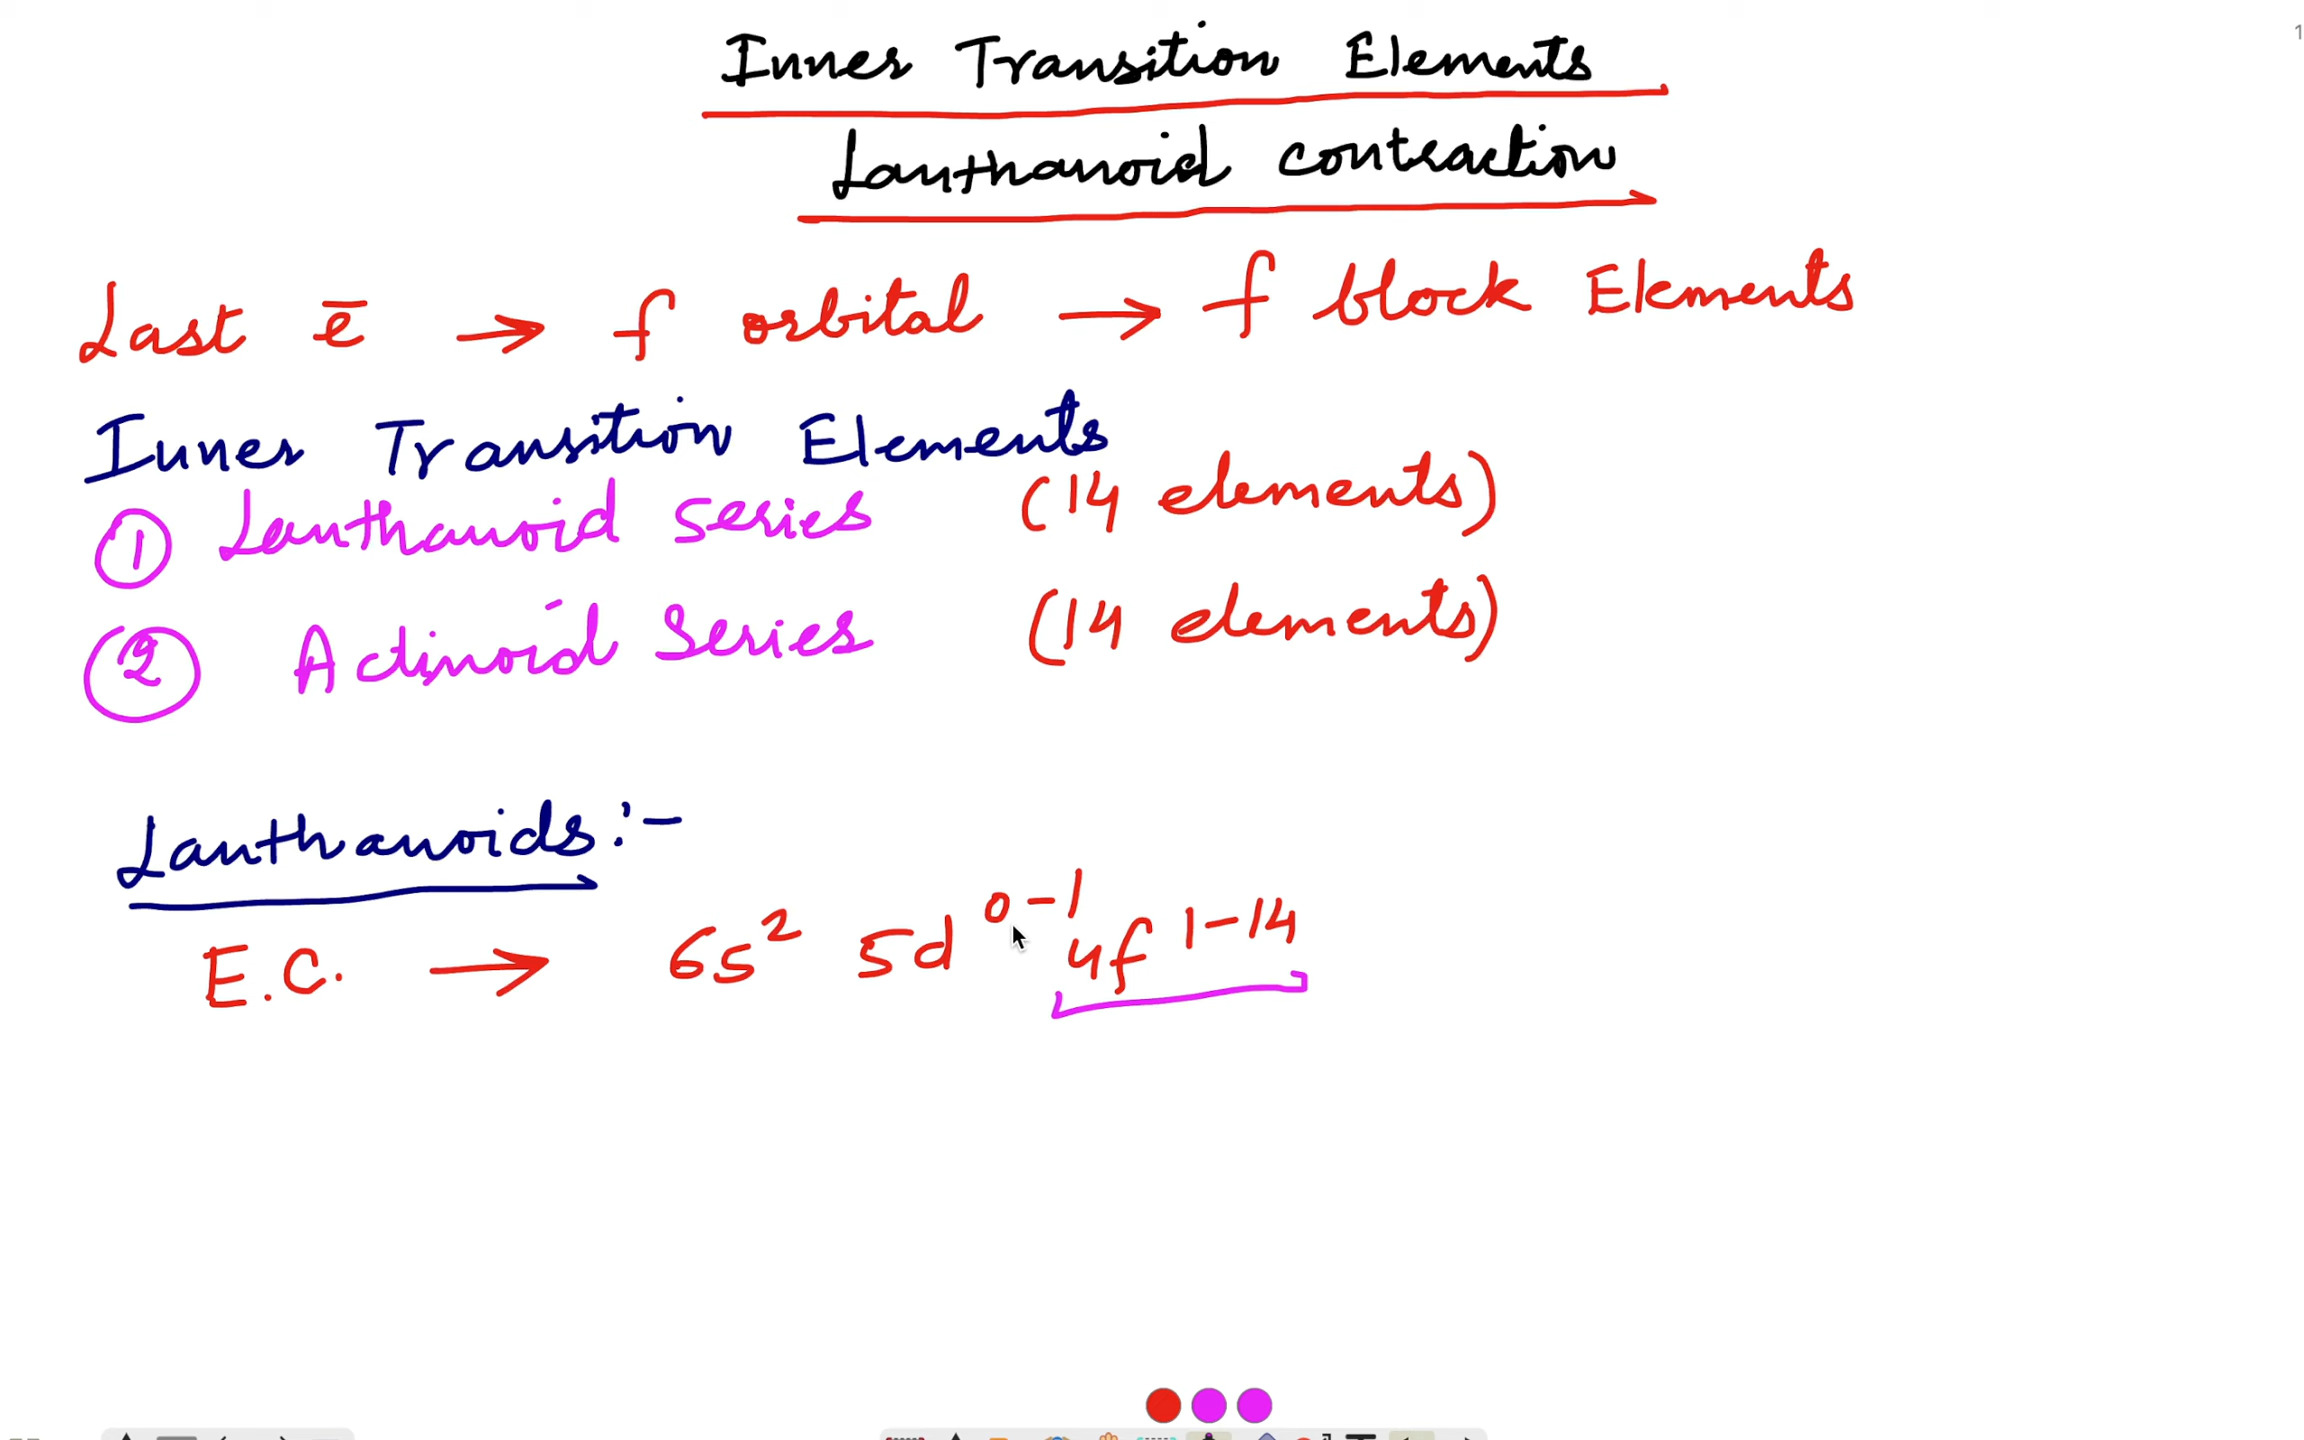 1
Inner Transition Elements
Lanthanoid contraction
Last e̅ → f orbital → f block Elements
Inner Transition Elements
① Lanthanoid series (14 elements)
② Actinoid Series (14 elements)
Lanthanoids:-
E.C. → 6s² 5d⁰⁻¹ 4f¹⁻¹⁴